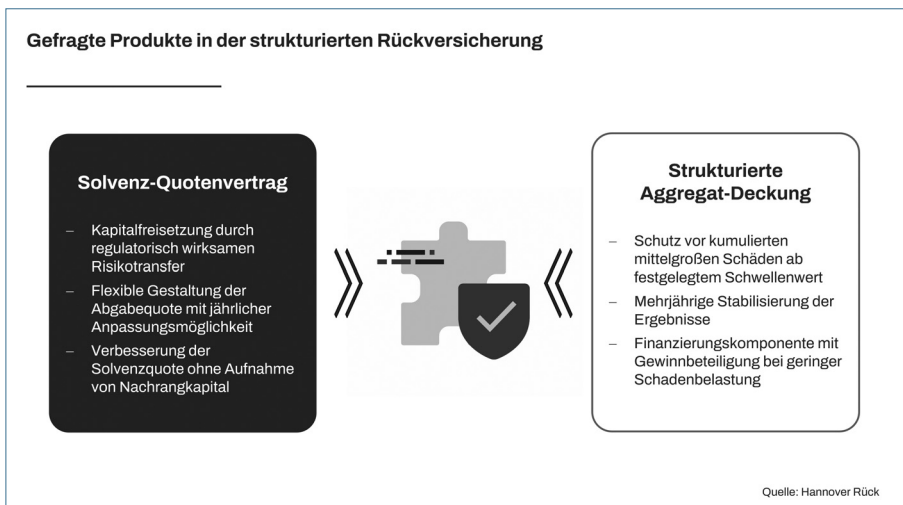 Gefragte Produkte in der strukturierten Rückversicherung
Solvenz-Quotenvertrag
– Kapitalfreisetzung durch
regulatorisch wirksamen
Risikotransfer
– Flexible Gestaltung der
Abgabequote mit jährlicher
Anpassungsmöglichkeit
– Verbesserung der
Solvenzquote ohne Aufnahme
von Nachrangkapital
Strukturierte
Aggregat-Deckung
– Schutz vor kumulierten
mittelgroßen Schäden ab
festgelegtem Schwellenwert
– Mehrjährige Stabilisierung der
Ergebnisse
– Finanzierungskomponente mit
Gewinnbeteiligung bei geringer
Schadenbelastung
Quelle: Hannover Rück